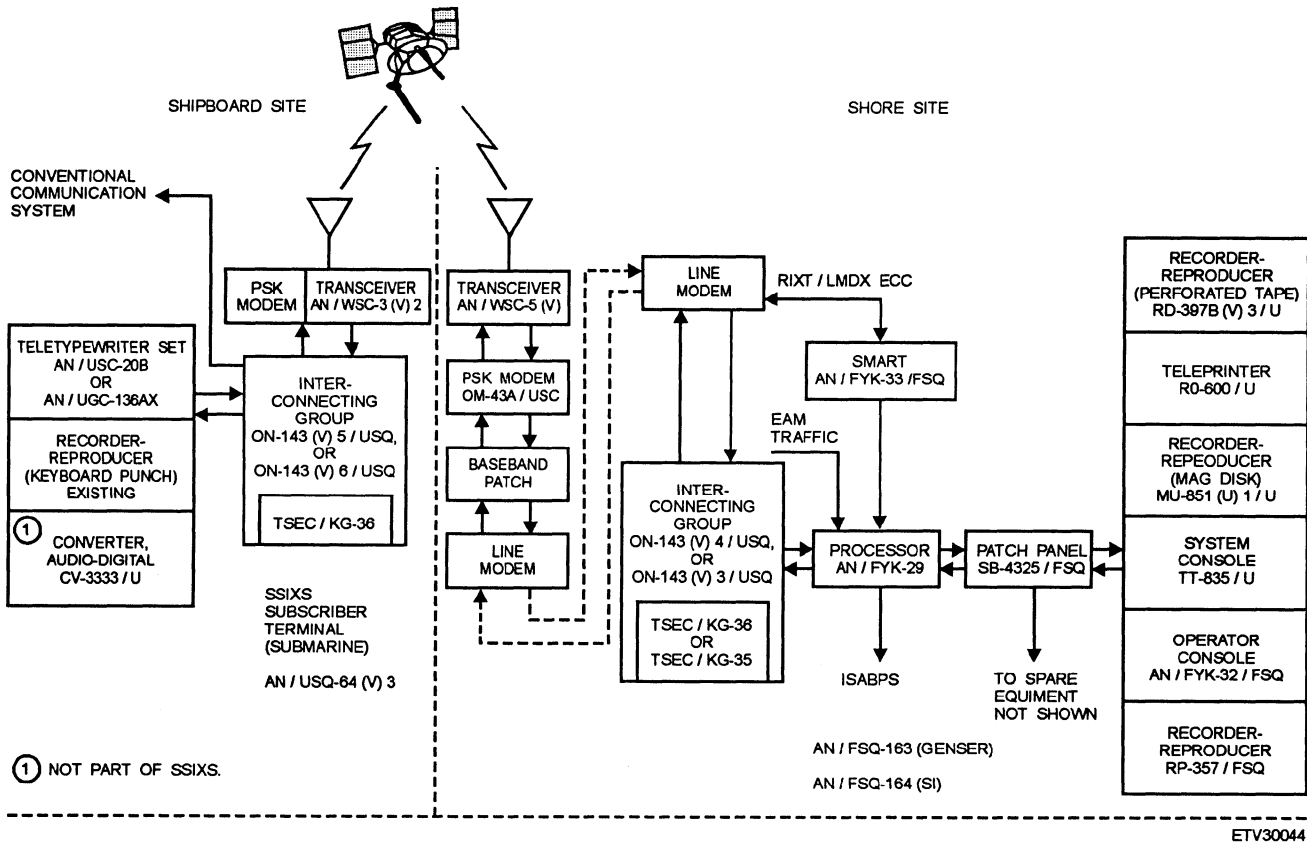 SHIPBOARD SITE
SHORE SITE
CONVENTIONAL
COMMUNICATION
SYSTEM
PSK
MODEM
TRANSCEIVER
AN / WSC-3 (V) 2
TELETYPEWRITER SET
AN / USC-20B
OR
AN / UGC-136AX
RECORDER-
REPRODUCER
(KEYBOARD PUNCH)
EXISTING
1
CONVERTER,
AUDIO-DIGITAL
CV-3333 / U
INTER-
CONNECTING
GROUP
ON-143 (V) 5 / USQ,
OR
ON-143 (V) 6 / USQ
TSEC / KG-36
SSIXS
SUBSCRIBER
TERMINAL
(SUBMARINE)
AN / USQ-64 (V) 3
1 NOT PART OF SSIXS.
TRANSCEIVER
AN / WSC-5 (V)
PSK MODEM
OM-43A / USC
BASEBAND
PATCH
LINE
MODEM
LINE
MODEM
RIXT / LMDX ECC
SMART
AN / FYK-33 /FSQ
EAM
TRAFFIC
INTER-
CONNECTING
GROUP
ON-143 (V) 4 / USQ,
OR
ON-143 (V) 3 / USQ
TSEC / KG-36
OR
TSEC / KG-35
PROCESSOR
AN / FYK-29
PATCH PANEL
SB-4325 / FSQ
ISABPS
TO SPARE
EQUIMENT
NOT SHOWN
AN / FSQ-163 (GENSER)
AN / FSQ-164 (SI)
RECORDER-
REPRODUCER
(PERFORATED TAPE)
RD-397B (V) 3 / U
TELEPRINTER
R0-600 / U
RECORDER-
REPEODUCER
(MAG DISK)
MU-851 (U) 1 / U
SYSTEM
CONSOLE
TT-835 / U
OPERATOR
CONSOLE
AN / FYK-32 / FSQ
RECORDER-
REPRODUCER
RP-357 / FSQ
ETV30044